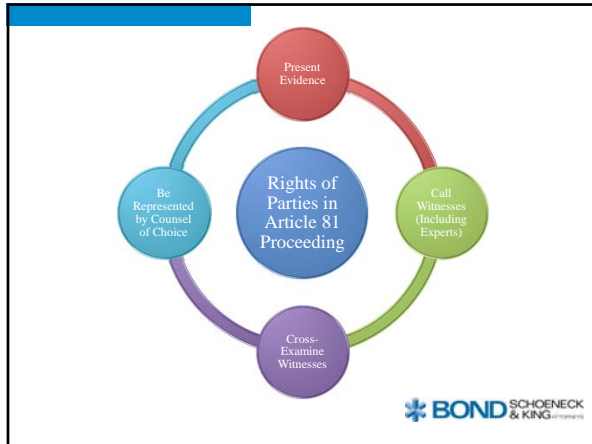 Present
Evidence
Rights of
Parties in
Article 81
Proceeding
Call
Witnesses
(Including
Experts)
Cross-
Examine
Witnesses
Be
Represented
by Counsel
of Choice
BOND SCHOENECK
& KING ATTORNEYS